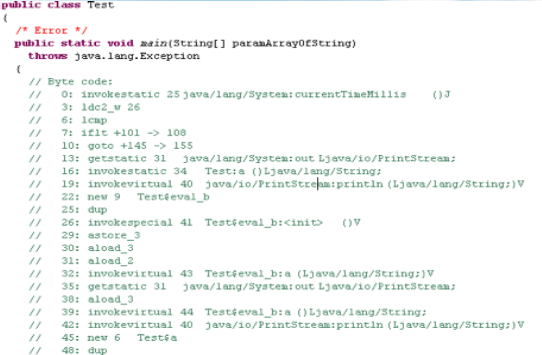 public class Test
{
/* Error */
public static void main(String[] paramArrayOfString)
throws java.lang.Exception
{
// Byte code:
// 0: invokestatic 25 java/lang/System:currentTimeMillis ()J
// 3: ldc2_w 26
// 6: lcmp
// 7: iflt +101 -> 108
// 10: goto +145 -> 155
// 13: getstatic 31 java/lang/System:out Ljava/io/PrintStream;
// 16: invokestatic 34 Test:a ()Ljava/lang/String;
// 19: invokevirtual 40 java/io/PrintStream:println (Ljava/lang/String;)V
// 22: new 9 Test$eval_b
// 25: dup
// 26: invokespecial 41 Test$eval_b:<init> ()V
// 29: astore_3
// 30: aload_3
// 31: aload_2
// 32: invokevirtual 43 Test$eval_b:a (Ljava/lang/String;)V
// 35: getstatic 31 java/lang/System:out Ljava/io/PrintStream;
// 38: aload_3
// 39: invokevirtual 44 Test$eval_b:a ()Ljava/lang/String;
// 42: invokevirtual 40 java/io/PrintStream:println (Ljava/lang/String;)V
// 45: new 6 Test$a
// 48: dup